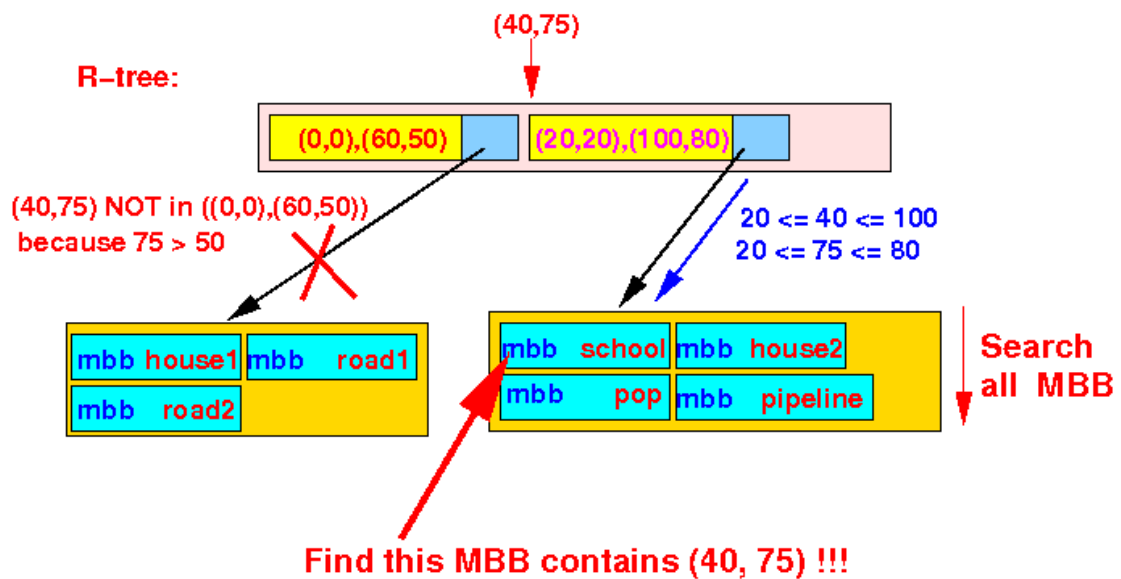 (40,75)
R-tree:
(0,0),(60,50) (20,20),(100,80)
(40,75) NOT in ((0,0),(60,50))
because 75 > 50
20 <= 40 <= 100
20 <= 75 <= 80
mbb house1 mbb road1
mbb road2
mbb school mbb house2
mbb pop mbb pipeline
Search
all MBB
Find this MBB contains (40, 75) !!!